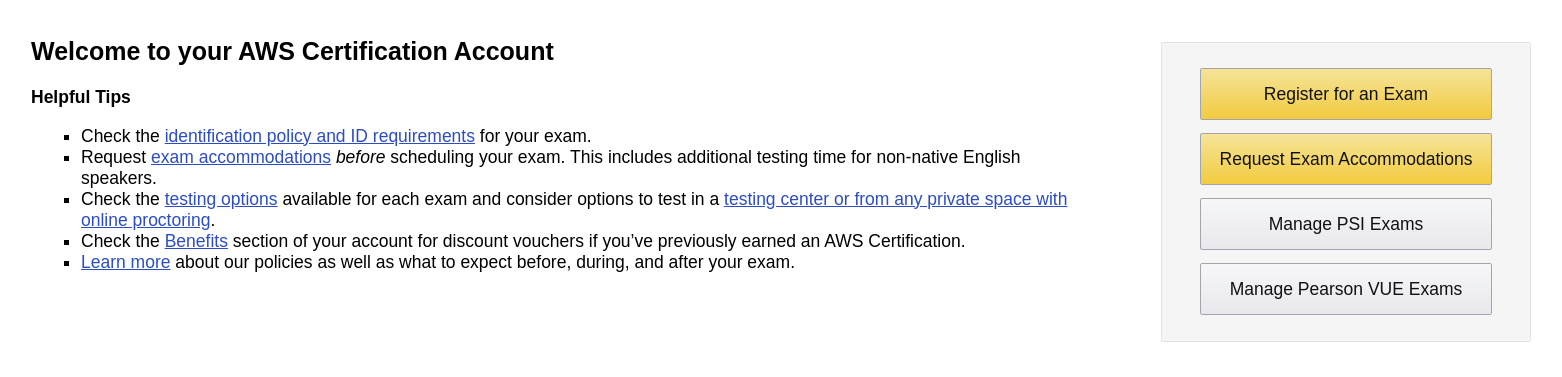 Welcome to your AWS Certification Account
Helpful Tips
Check the identification policy and ID requirements for your exam.
Request exam accommodations before scheduling your exam. This includes additional testing time for non-native English
speakers.
Check the testing options available for each exam and consider options to test in a testing center or from any private space with
online proctoring.
Check the Benefits section of your account for discount vouchers if you’ve previously earned an AWS Certification.
Learn more about our policies as well as what to expect before, during, and after your exam.
Register for an Exam
Request Exam Accommodations
Manage PSI Exams
Manage Pearson VUE Exams